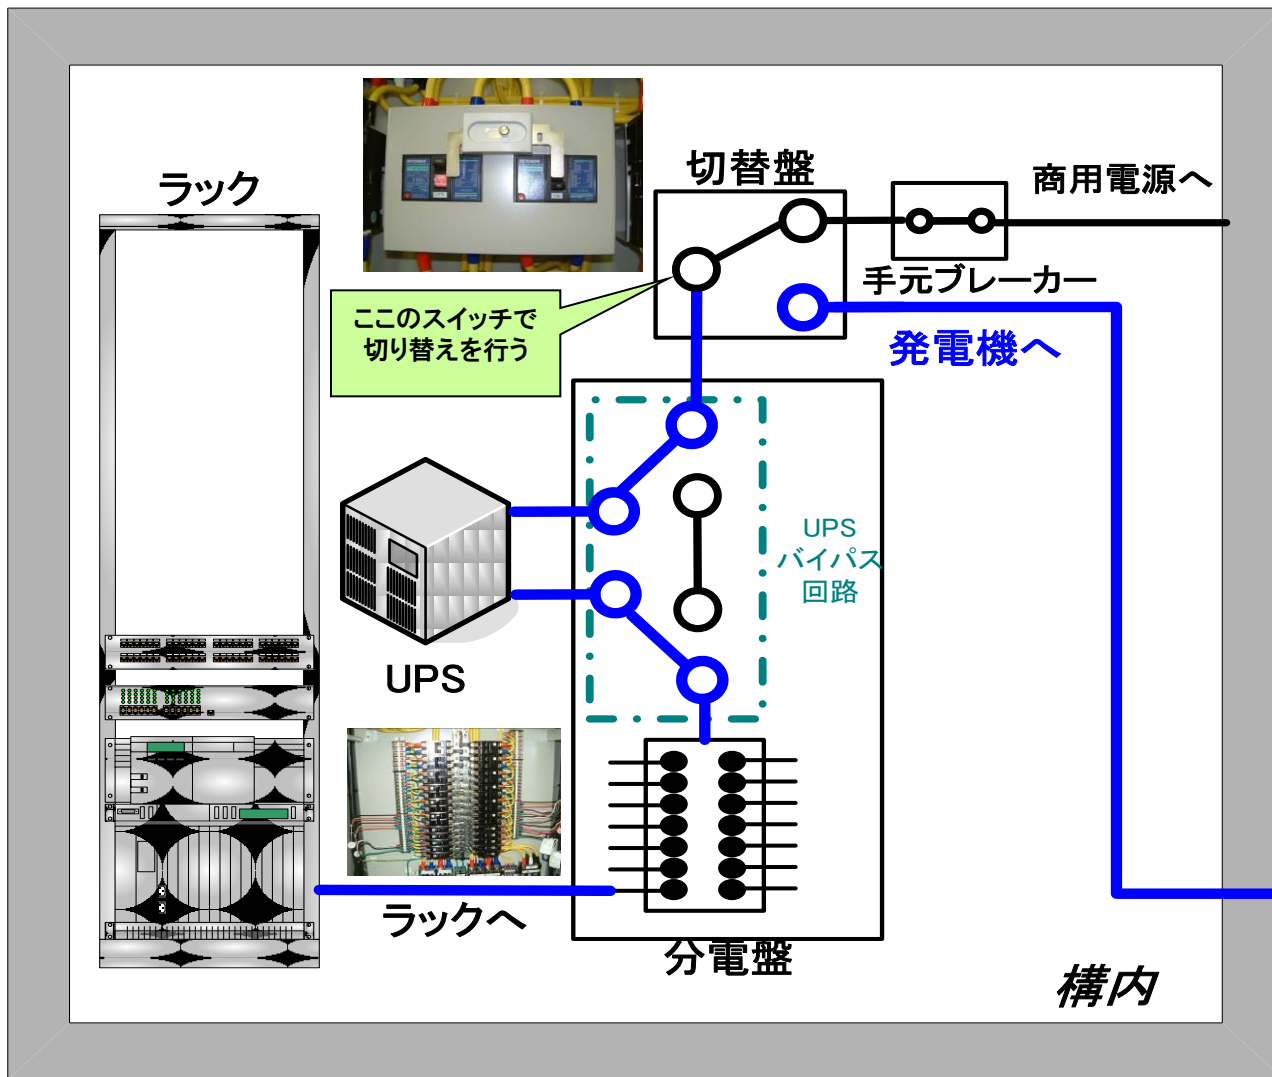 ラック
切替盤
商用電源へ
手元ブレーカー
ここのスイッチで
切り替えを行う
発電機へ
UPS
バイパス
回路
UPS
ラックへ
分電盤
構内